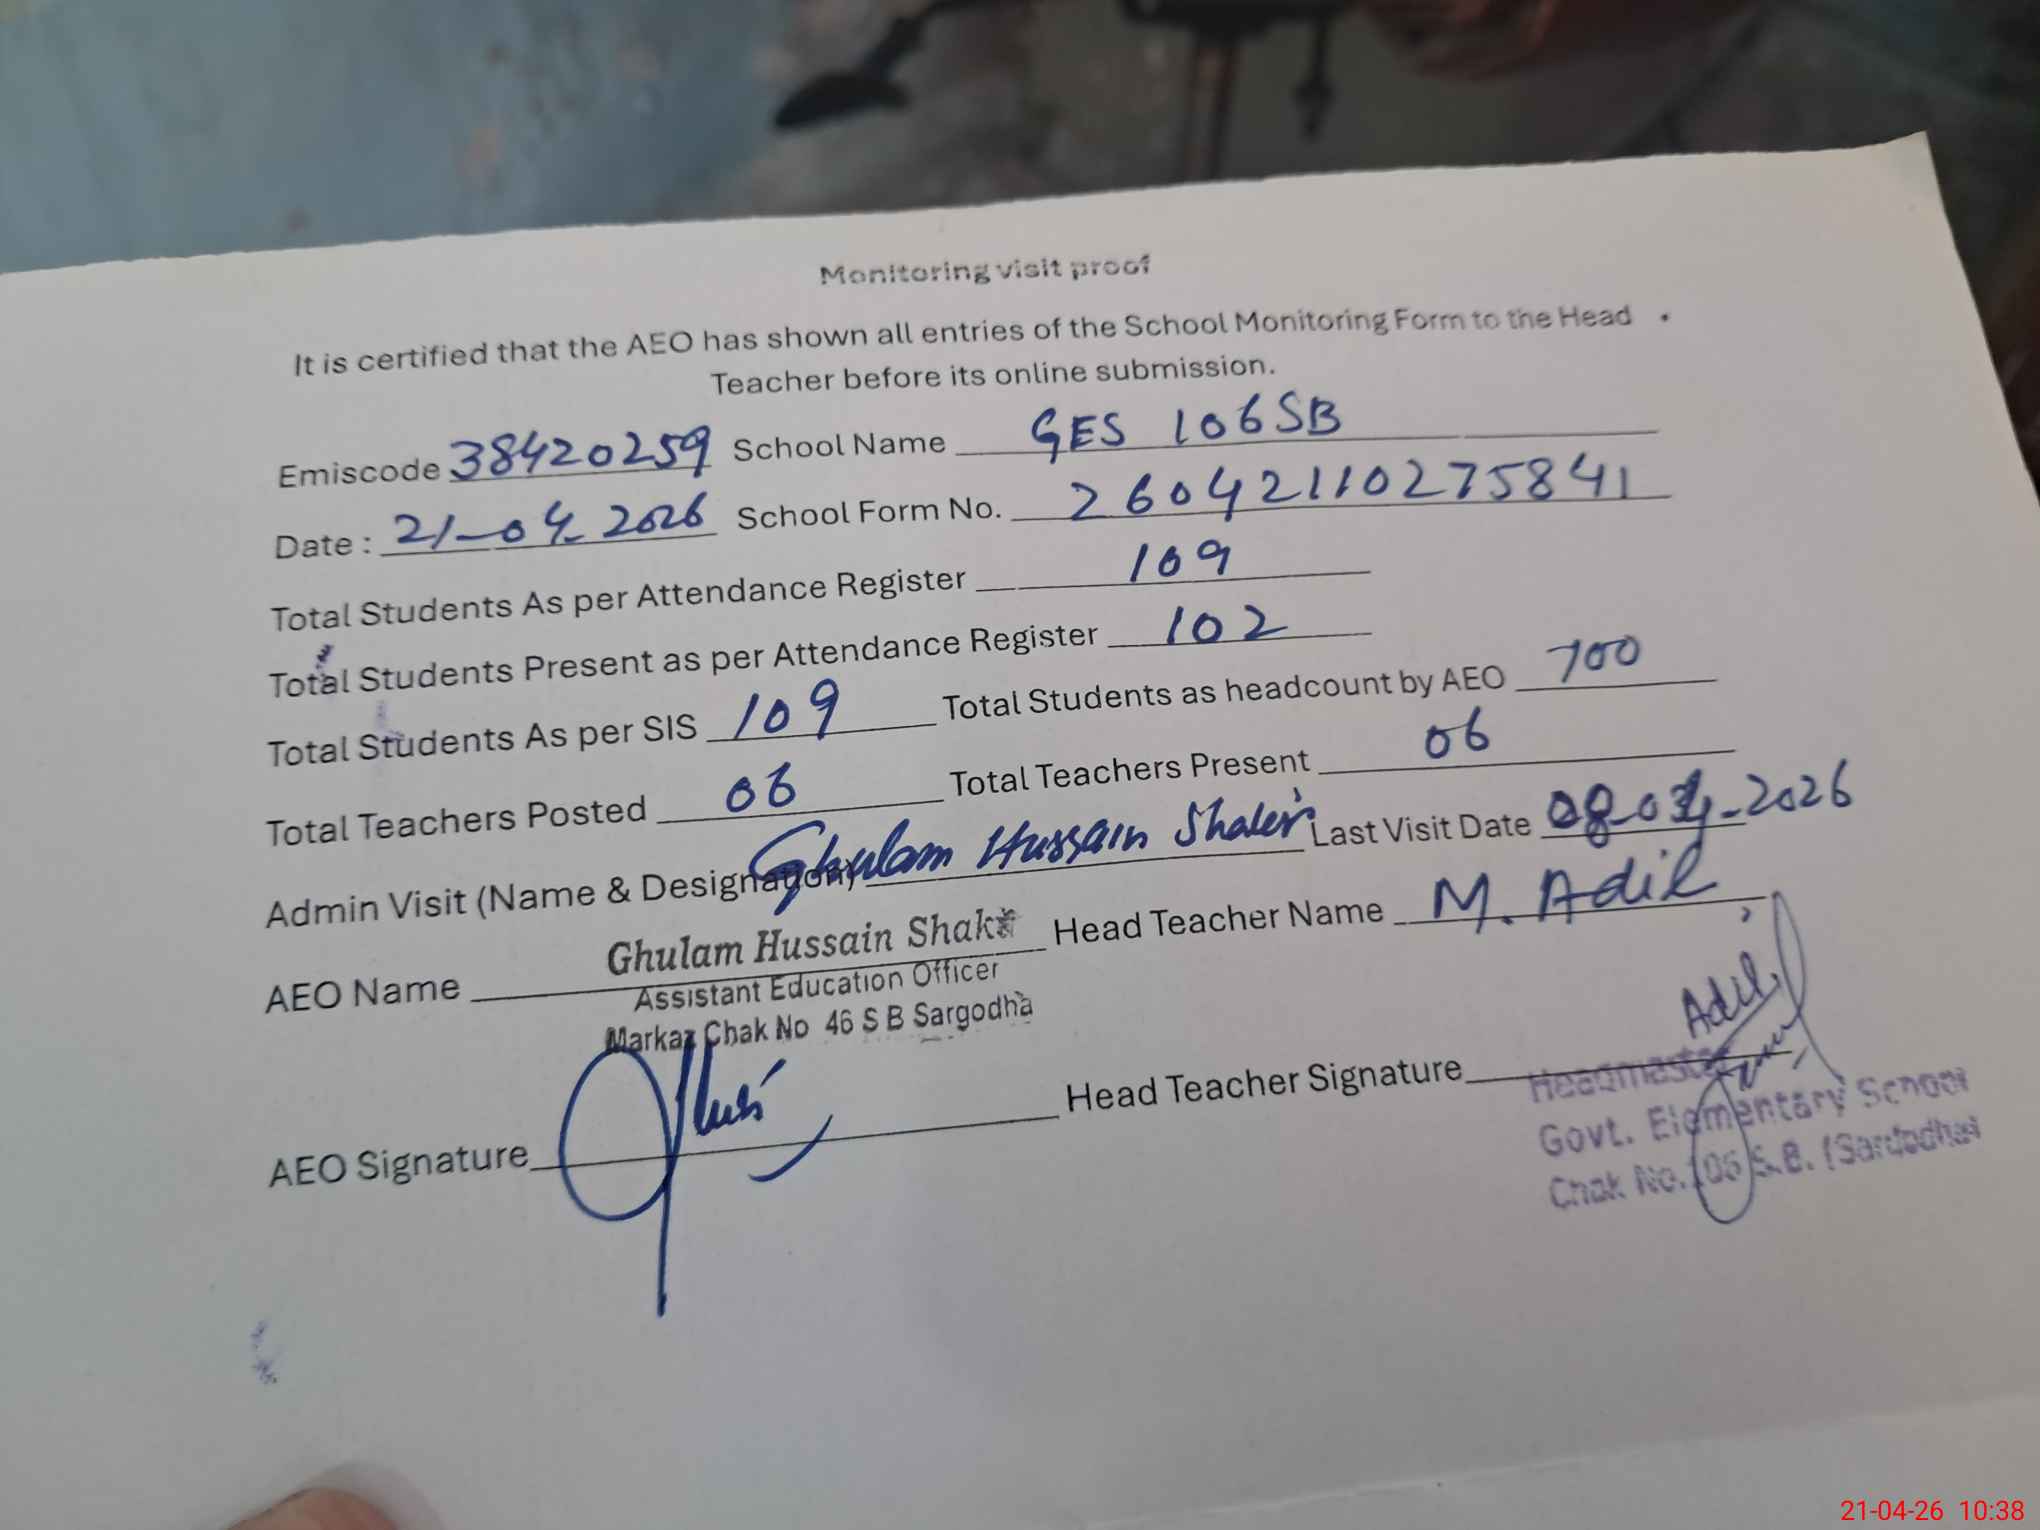 Monitoring visit proof
It is certified that the AEO has shown all entries of the School Monitoring Form to the Head
Teacher before its online submission.
Emiscode 38420259 School Name GES 106SB
Date : 21-04-2026 School Form No. 260421102275841
Total Students As per Attendance Register 109
Total Students Present as per Attendance Register 102
Total Students As per SIS 109 Total Students as headcount by AEO 100
Total Teachers Posted 06 Total Teachers Present 06
Admin Visit (Name & Designation) Ghulam Hussain Shakir Last Visit Date 08-04-2026
AEO Name Ghulam Hussain Shakir Head Teacher Name M. Adil
Assistant Education Officer
Markaz Chak No 46 S B Sargodha
AEO Signature Head Teacher Signature Adil
Headmaster
Govt. Elementary School
Chak No. 106 S.B. (Sargodha)
21-04-26 10:38